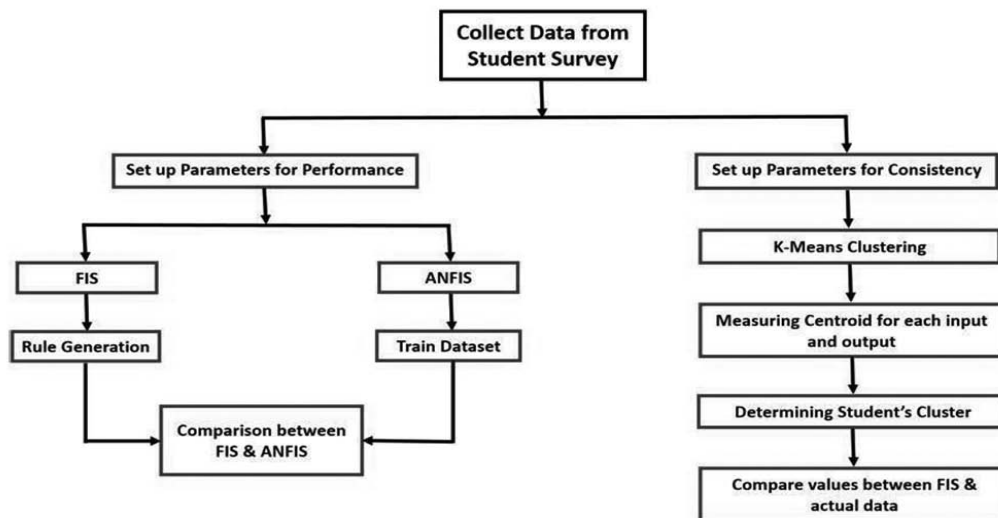 Collect Data from
Student Survey
Set up Parameters for Performance
Set up Parameters for Consistency
FIS
ANFIS
K-Means Clustering
Rule Generation
Train Dataset
Measuring Centroid for each input
and output
Comparison between
FIS & ANFIS
Determining Student's Cluster
Compare values between FIS &
actual data